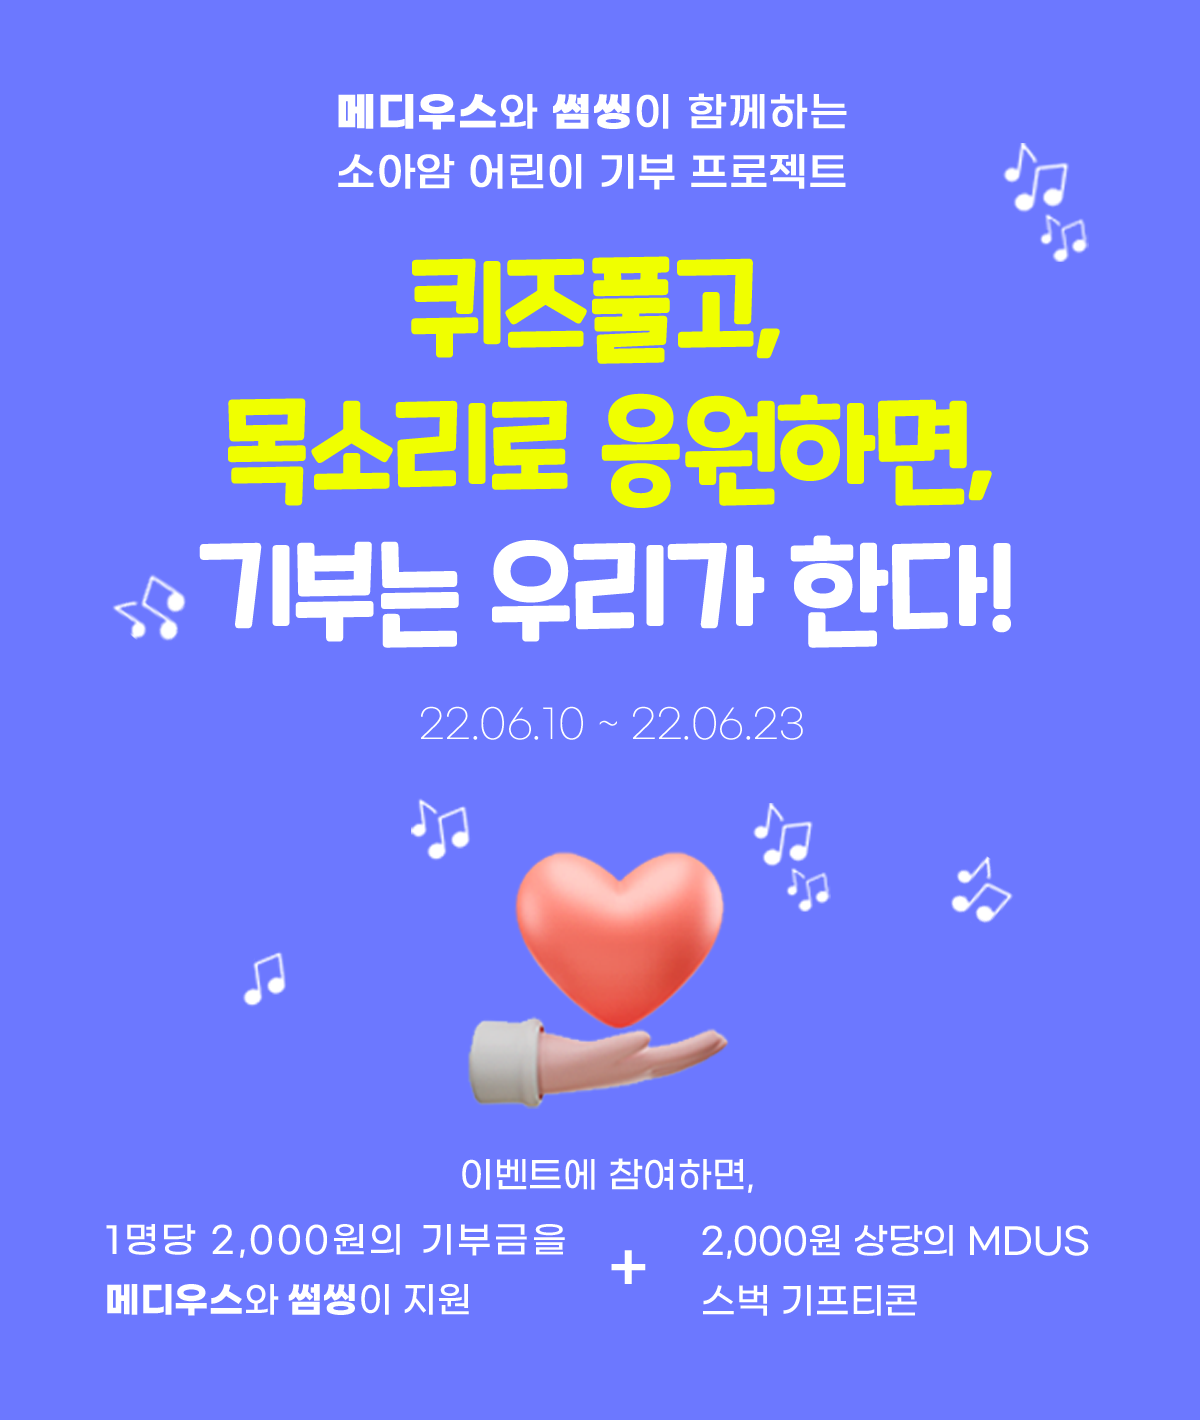 메디우스와 썸씽이 함께하는
소아암 어린이 기부 프로젝트
퀴즈풀고,
목소리로 응원하면,
기부는 우리가 한다!
22.06.10 ~ 22.06.23
이벤트에 참여하면,
1명당 2,000원의 기부금을
메디우스와 썸씽이 지원
+
2,000원 상당의 MDUS
스벅 기프티콘